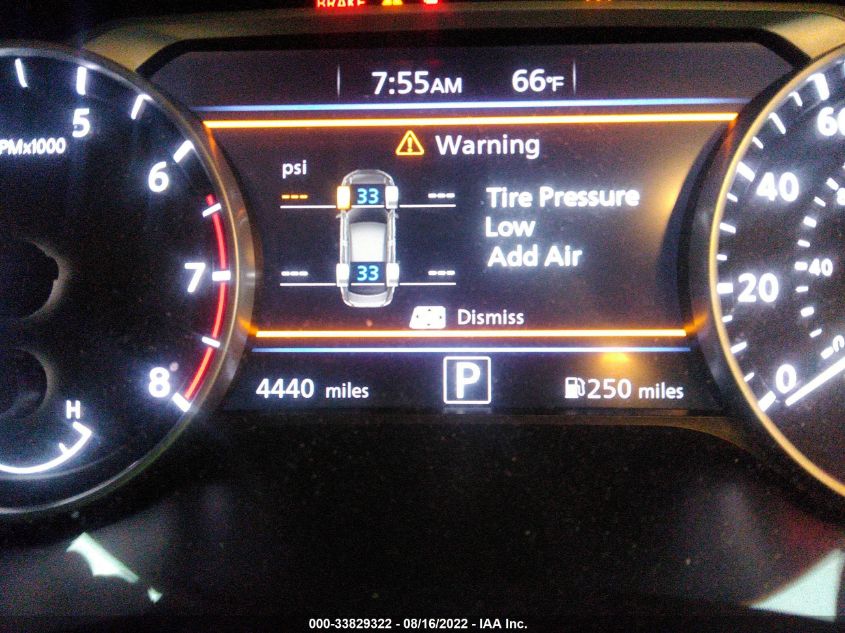 BRAKE
7:55AM 66°F
5
PMx1000
6
7
8
H
Warning
psi
--- 33 ---
--- 33 ---
Tire Pressure
Low
Add Air
Dismiss
4440 miles
P
250 miles
60
40
20
0
40
000-33829322 - 08/16/2022 - IAA Inc.